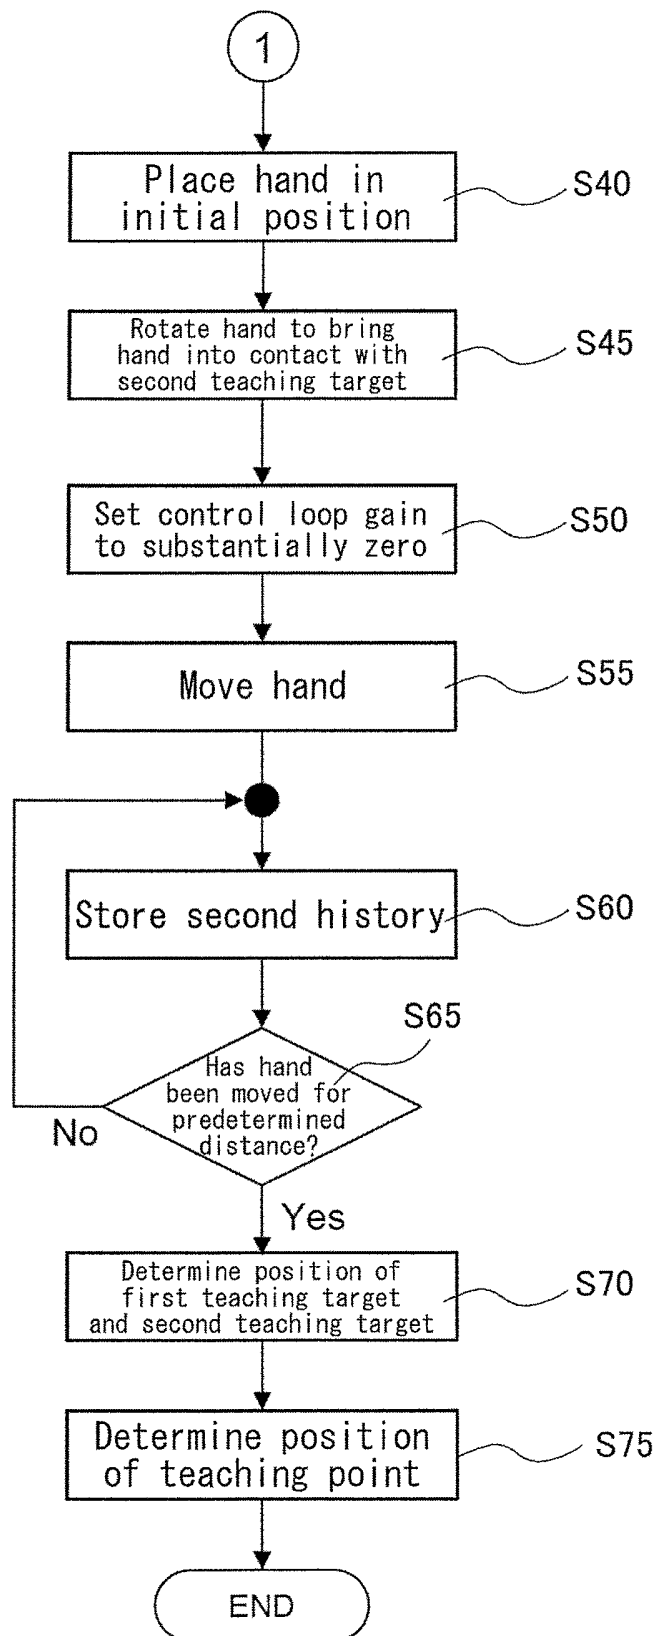 1
Place hand in
initial position
S40
Rotate hand to bring
hand into contact with
second teaching target
S45
Set control loop gain
to substantially zero
S50
Move hand
S55
Store second history
S60
S65
Has hand
been moved for
predetermined
distance?
No
Yes
Determine position of
first teaching target
and second teaching target
S70
Determine position
of teaching point
S75
END